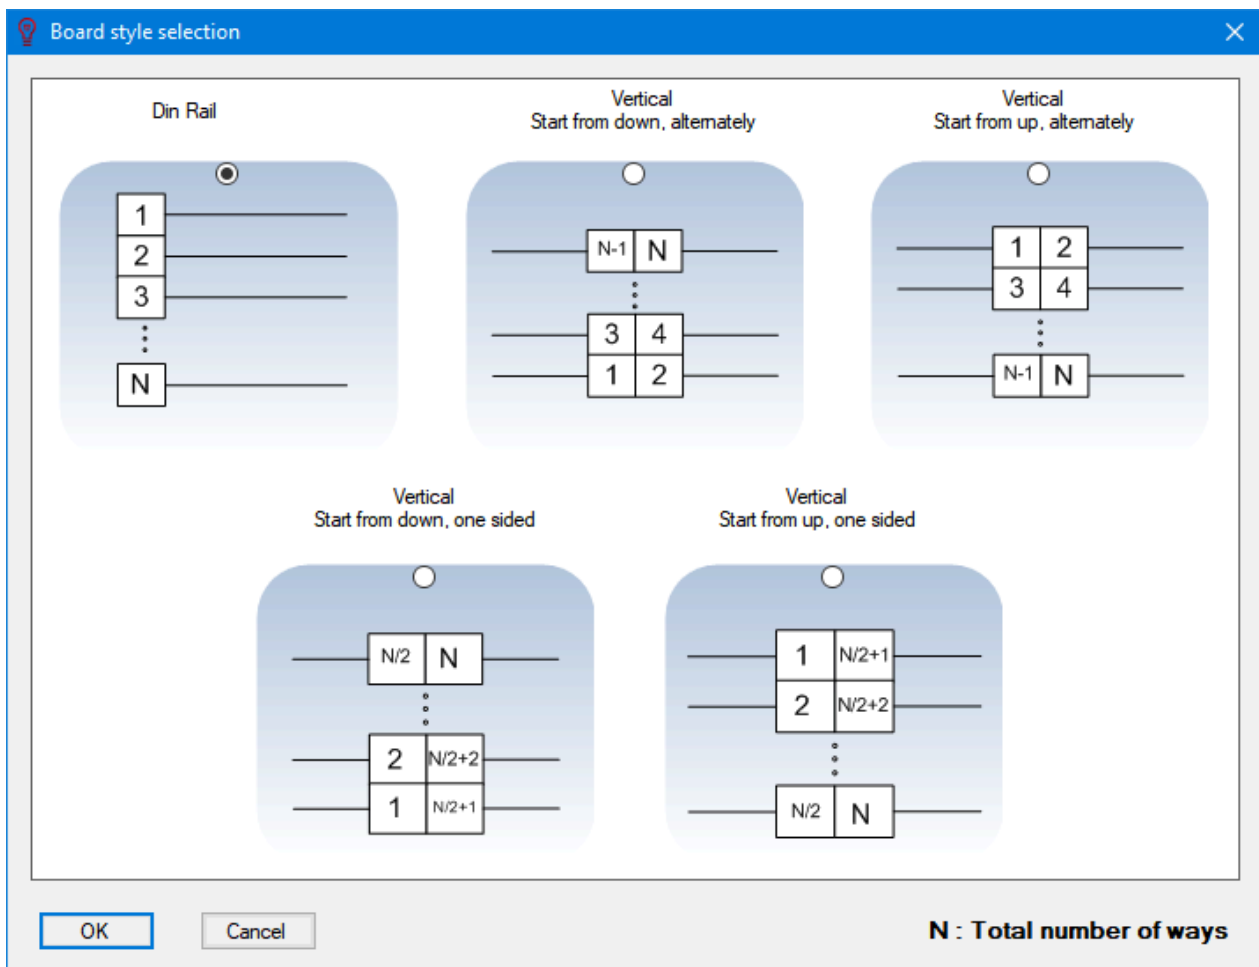 Board style selection
Din Rail
Vertical
Start from down, alternately
Vertical
Start from up, alternately
1
2
3
N
N-1 N
3 4
1 2
1 2
3 4
N-1 N
Vertical
Start from down, one sided
Vertical
Start from up, one sided
N/2 N
2 N/2+2
1 N/2+1
1 N/2+1
2 N/2+2
N/2 N
OK
Cancel
N : Total number of ways